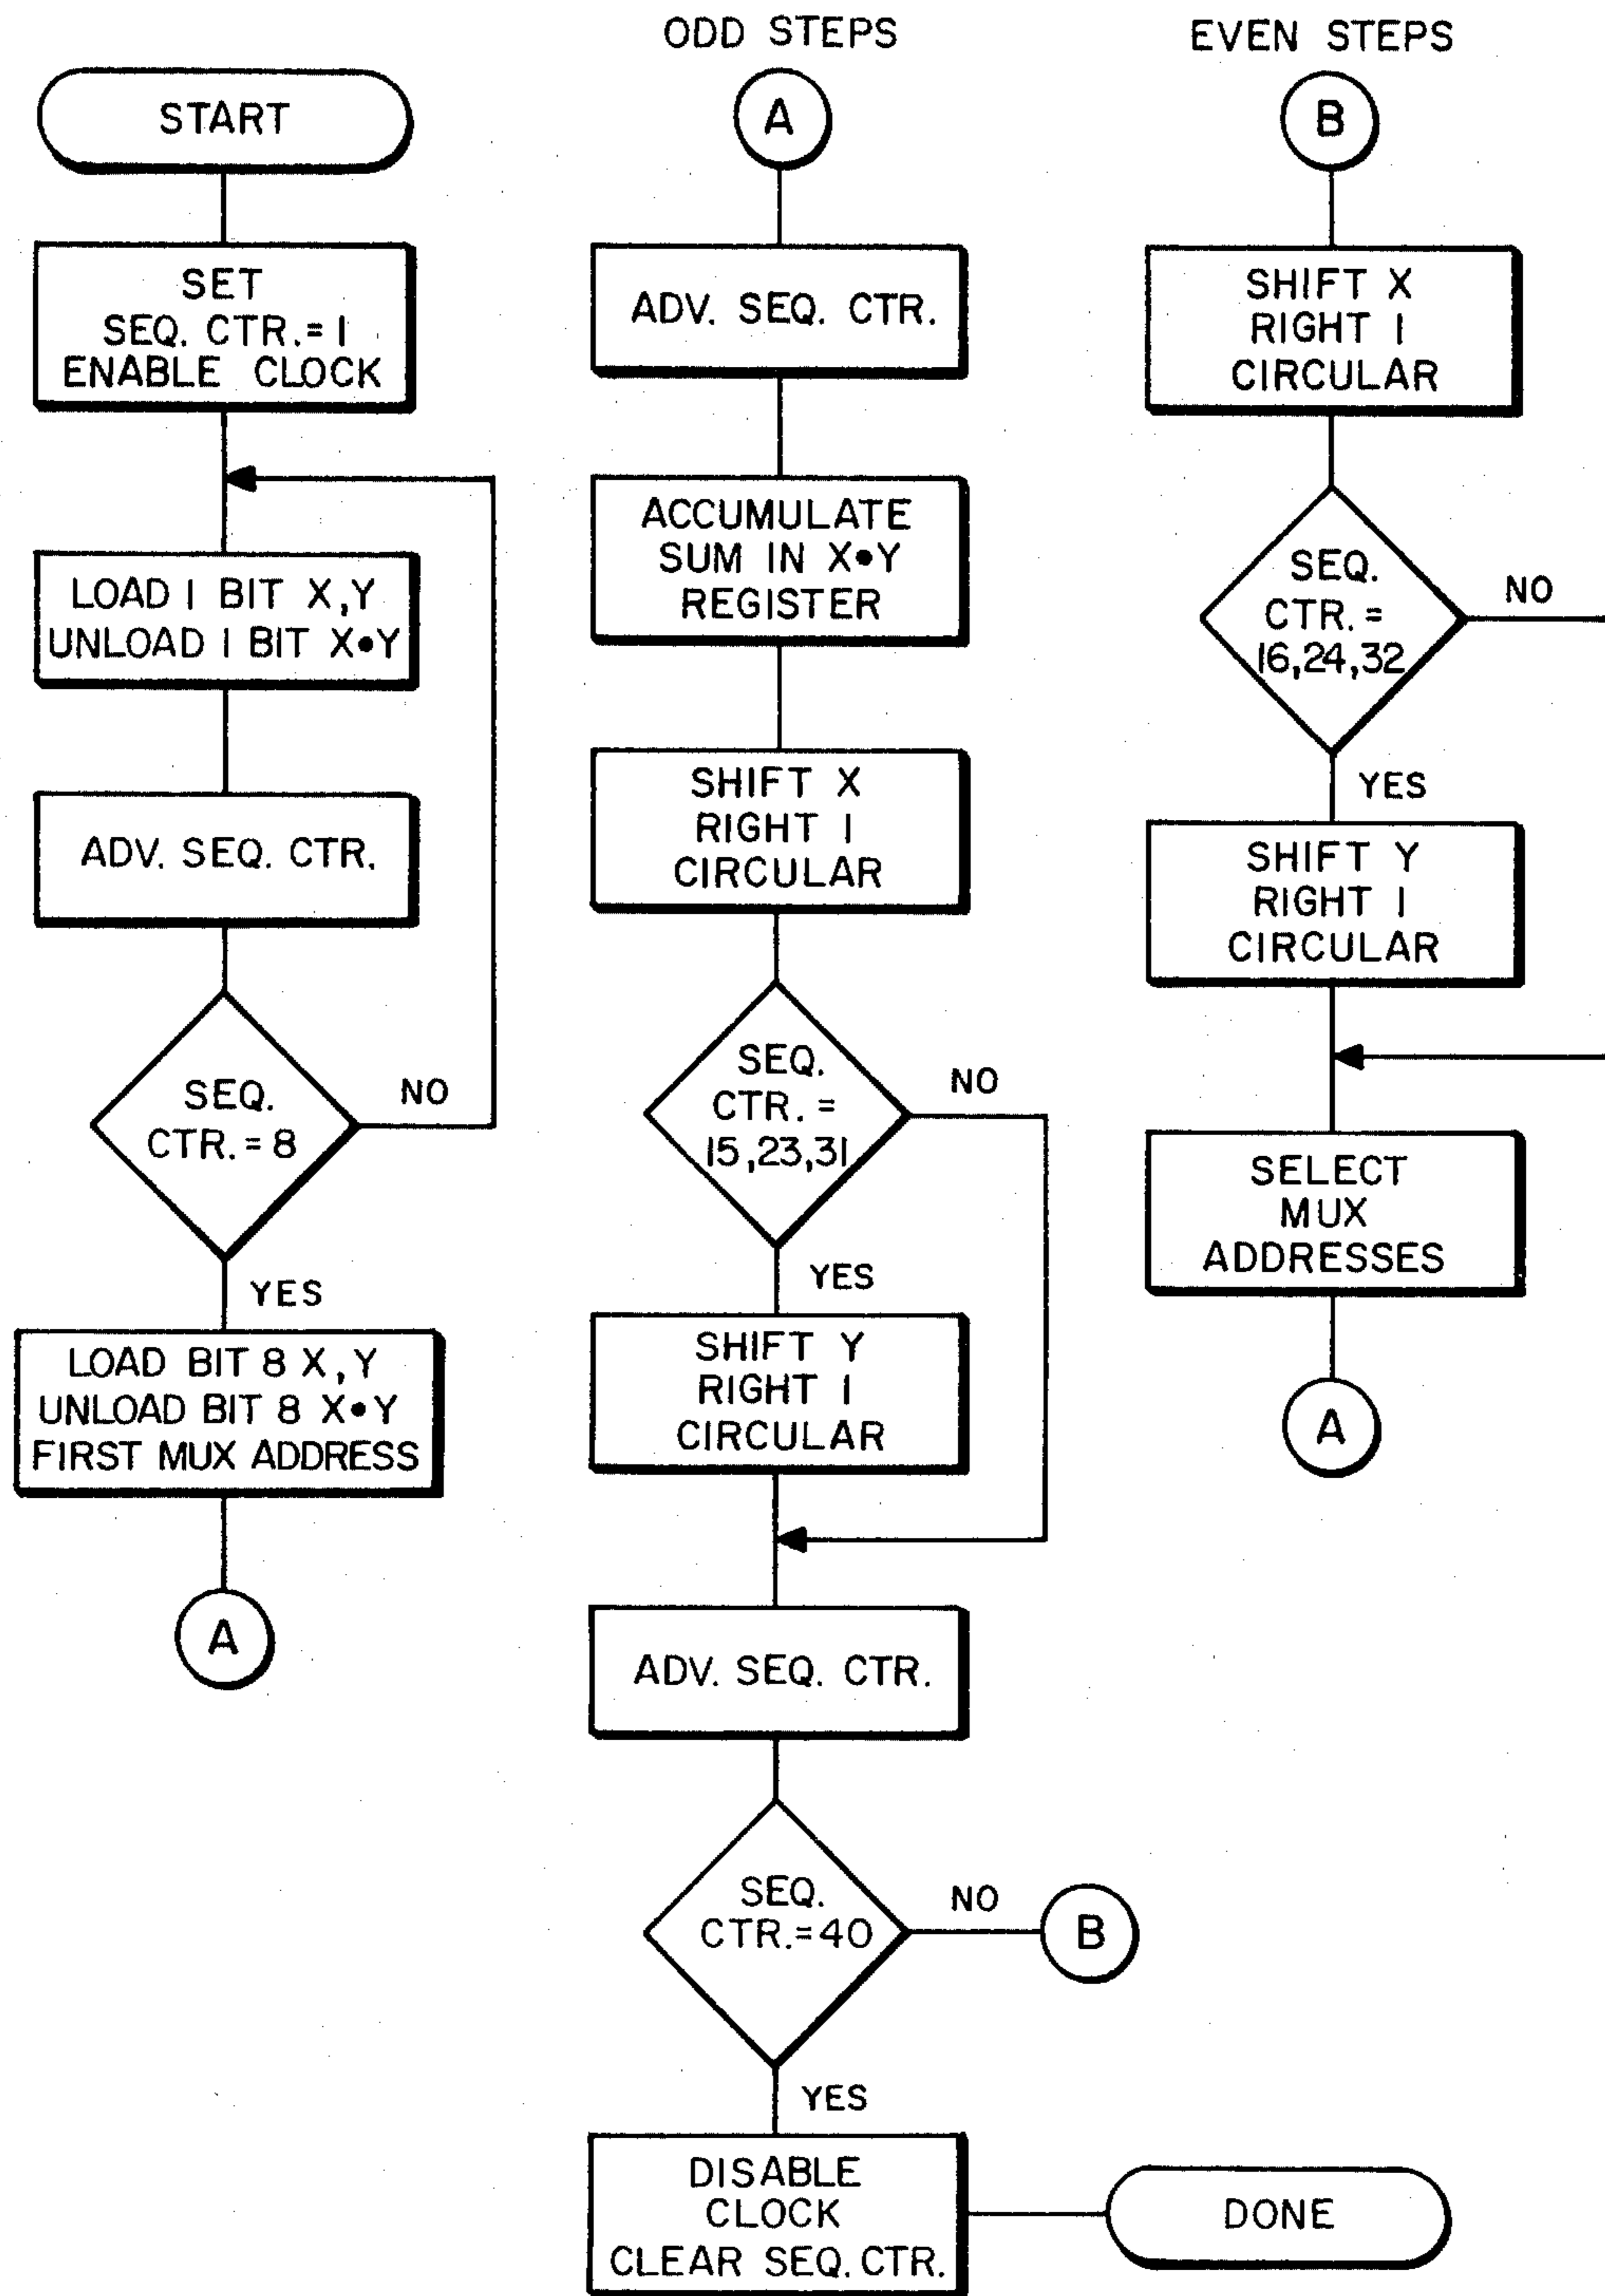 START
SET
SEQ. CTR.= 1
ENABLE CLOCK
LOAD 1 BIT X,Y
UNLOAD 1 BIT X•Y
ADV. SEQ. CTR.
SEQ.
CTR. = 8
NO
YES
LOAD BIT 8 X,Y
UNLOAD BIT 8 X•Y
FIRST MUX ADDRESS
A
ODD STEPS
A
ADV. SEQ. CTR.
ACCUMULATE
SUM IN X•Y
REGISTER
SHIFT X
RIGHT 1
CIRCULAR
SEQ.
CTR. =
15,23,31
NO
YES
SHIFT Y
RIGHT 1
CIRCULAR
ADV. SEQ. CTR.
SEQ.
CTR.=40
NO
B
YES
DISABLE
CLOCK
CLEAR SEQ. CTR.
DONE
EVEN STEPS
B
SHIFT X
RIGHT 1
CIRCULAR
SEQ.
CTR. =
16,24,32
NO
YES
SHIFT Y
RIGHT 1
CIRCULAR
SELECT
MUX
ADDRESSES
A